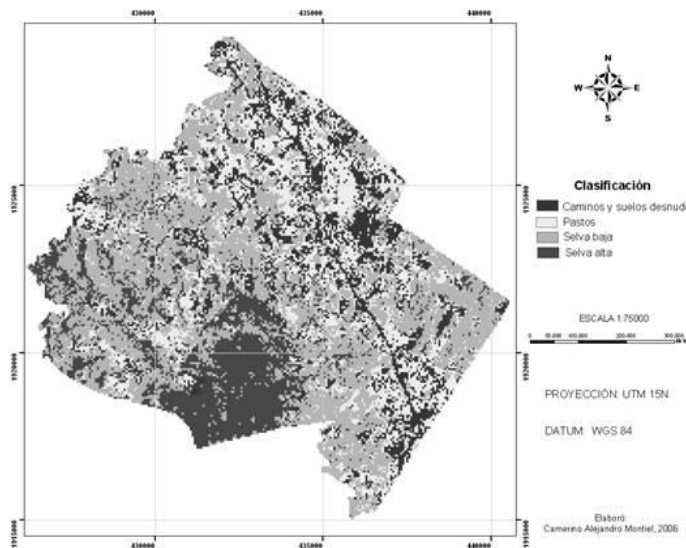 430000 435000 440000
N
W E
S
1925000 1925000
Clasificación
Caminos y suelos desnudo
Pastos
Selva baja
Selva alta
ESCALA 1:75000
1920000 1920000
PROYECCIÓN: UTM 15N
DATUM: WGS 84
Elaboró:
Camerino Alejandro Montiel, 2006
1915000 1915000
430000 435000 440000